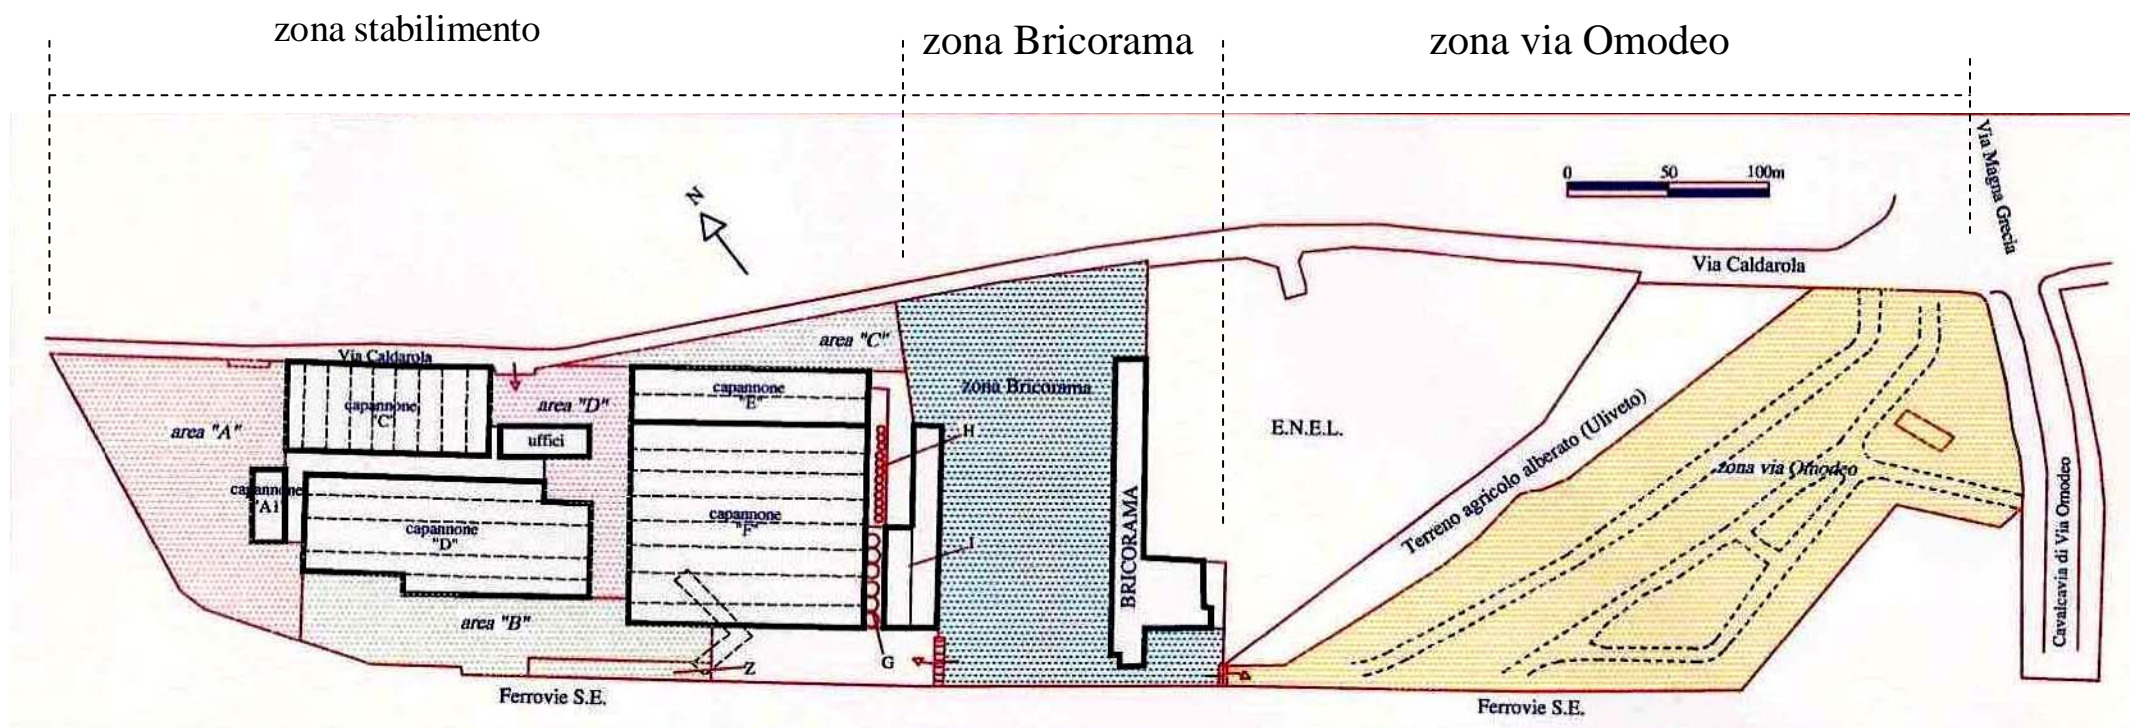 zona stabilimento
zona Bricorama
zona via Omodeo
Via Magna Grecia
0 50 100m
N
Via Caldarola
Via Caldarola
area "C"
capannone
"E"
zona Bricorama
area "D"
capannone
"C"
area "A"
uffici
H
E.N.E.L.
Terreno agricolo alberato (Uliveto)
zona via Omodeo
capannone
"A1"
capannone
"D"
capannone
"F"
I
BRICORAMA
Cavalcavia di Via Omodeo
area "B"
G
Z
Ferrovie S.E.
Ferrovie S.E.